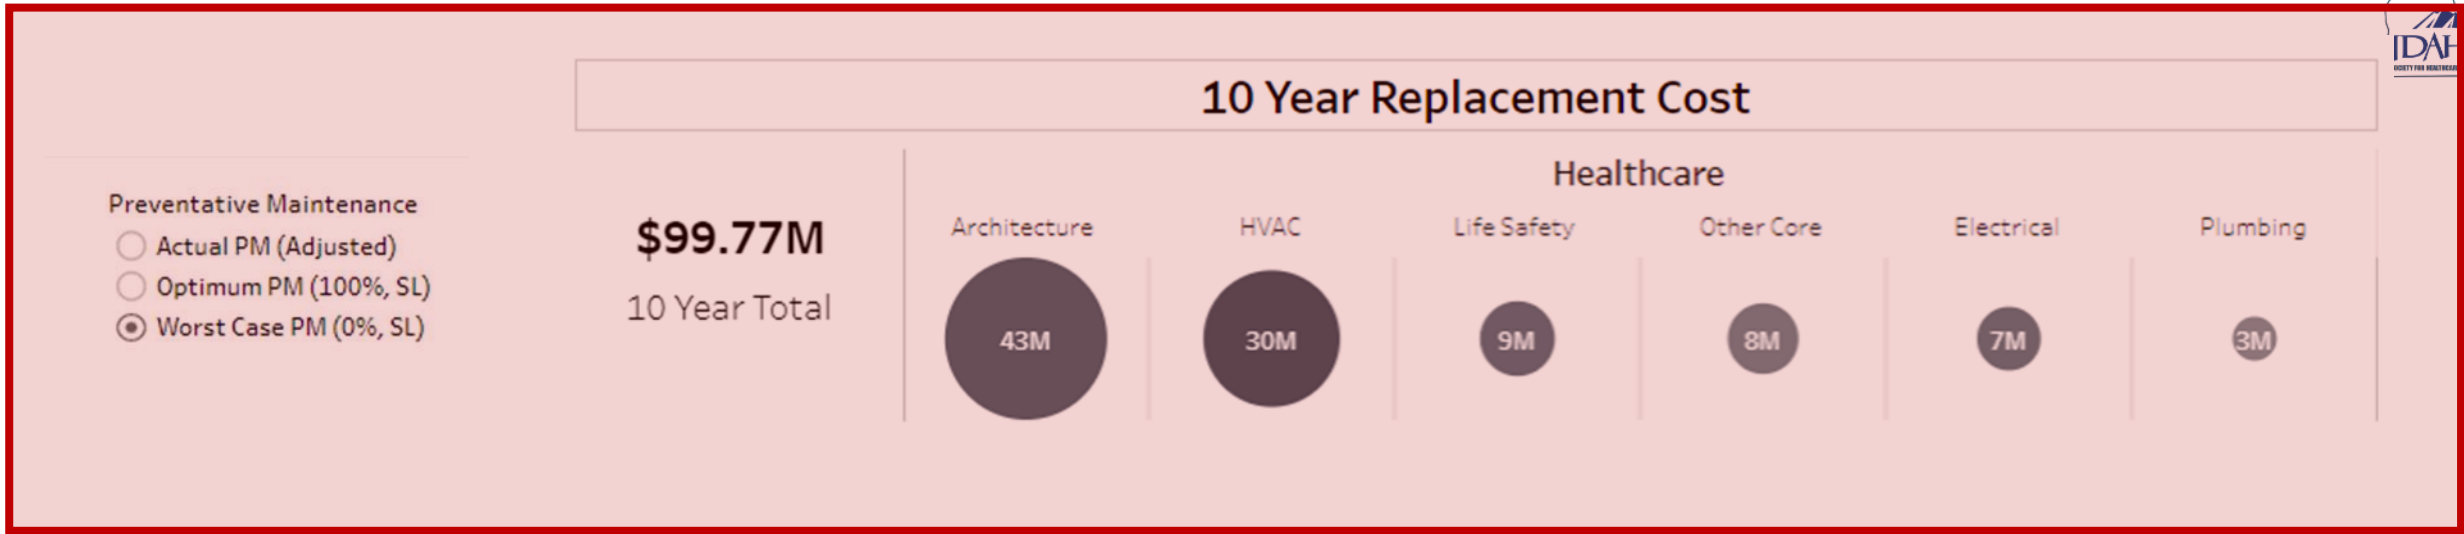 10 Year Replacement Cost
Preventative Maintenance
Actual PM (Adjusted)
Optimum PM (100%, SL)
Worst Case PM (0%, SL)
$99.77M
10 Year Total
Healthcare
Architecture HVAC Life Safety Other Core Electrical Plumbing
43M 30M 9M 8M 7M 3M
IDAH